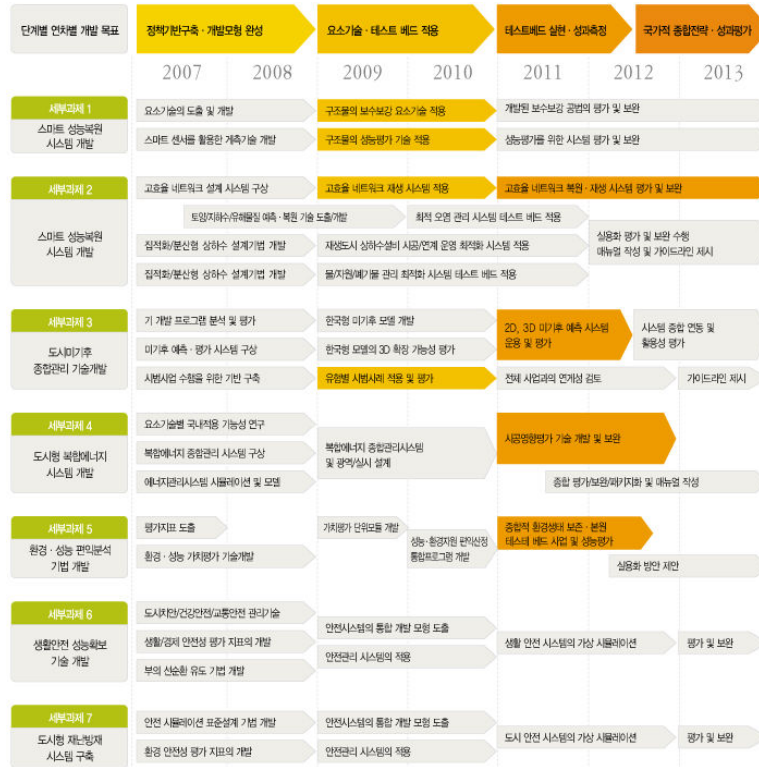 단계별 연차별 개발 목표
정책기반구축 · 개발모형 완성
요소기술 · 테스트 베드 적용
테스트베드 실현 · 성과측정
국가적 종합전략 · 성과평가
2007
2008
2009
2010
2011
2012
2013
세부과제 1
스마트 성능복원
시스템 개발
요소기술의 도출 및 개발
구조물의 보수보강 요소기술 적용
개발된 보수보강 공법의 평가 및 보완
스마트 센서를 활용한 계측기술 개발
구조물의 성능평가 기술 적용
성능평가를 위한 시스템 평가 및 보완
세부과제 2
스마트 성능복원
시스템 개발
고효율 네트워크 설계 시스템 구상
고효율 네트워크 재생 시스템 적용
고효율 네트워크 복원 · 재생 시스템 평가 및 보완
토양/지하수/유해물질 예측 · 복원 기술 도출/개발
최적 오염 관리 시스템 테스트 베드 적용
집적화/분산형 상하수 설계기법 개발
재생도시 상하수설비 시공/연계 운영 최적화 시스템 적용
실용화 평가 및 보완 수행
매뉴얼 작성 및 가이드라인 제시
집적화/분산형 상하수 설계기법 개발
물/자원/폐기물 관리 최적화 시스템 테스트 베드 적용
세부과제 3
도시미기후
종합관리 기술개발
기 개발 프로그램 분석 및 평가
한국형 미기후 모델 개발
2D, 3D 미기후 예측 시스템
운용 및 평가
시스템 종합 연동 및
활용성 평가
미기후 예측 · 평가 시스템 구상
한국형 모델의 3D 확장 가능성 평가
시범사업 수행을 위한 기반 구축
유형별 시범사례 적용 및 평가
전체 사업과의 연계성 검토
가이드라인 제시
세부과제 4
도시형 복합에너지
시스템 개발
요소기술별 국내적용 가능성 연구
복합에너지 종합관리 시스템 구상
에너지관리시스템 시뮬레이션 및 모델
복합에너지 종합관리시스템
및 광역/실시 설계
시공영향평가 기술 개발 및 보완
종합 평가/보완/패키지화 및 매뉴얼 작성
세부과제 5
환경 · 성능 편익분석
기법 개발
평가지표 도출
가치평가 단위모듈 개발
종합적 환경생태 보존 · 본원
테스테 베드 사업 및 성능평가
환경 · 성능 가치평가 기술개발
성능 · 환경지원 편익산정
통합프로그램 개발
실용화 방안 제안
세부과제 6
생활안전 성능확보
기술 개발
도시치안/건강안전/교통안전 관리기술
생활/경제 안전성 평가 지표의 개발
부의 선순환 유도 기법 개발
안전시스템의 통합 개발 모형 도출
안전관리 시스템의 적용
생활 안전 시스템의 가상 시뮬레이션
평가 및 보완
세부과제 7
도시형 재난방재
시스템 구축
안전 시뮬레이션 표준설계 기법 개발
안전시스템의 통합 개발 모형 도출
환경 안전성 평가 지표의 개발
안전관리 시스템의 적용
도시 안전 시스템의 가상 시뮬레이션
평가 및 보완